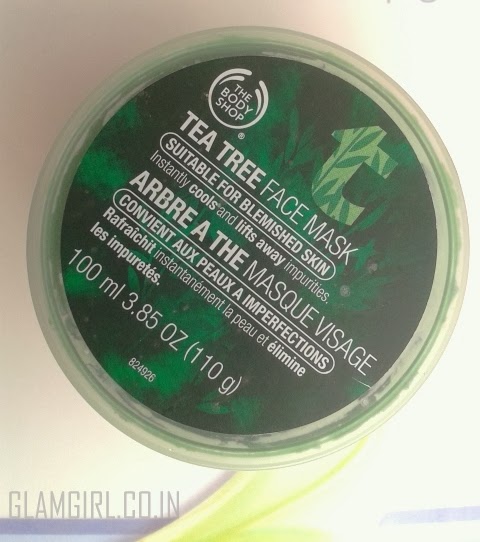 THE
BODY
SHOP®
TEA TREE FACE MASK
SUITABLE FOR BLEMISHED SKIN
Instantly cools and lifts away impurities.
ARBRE A THE MASQUE VISAGE
CONVIENT AUX PEAUX A IMPERFECTIONS
Rafraîchit instantanément la peau et élimine
les impuretés.
100 ml 3.85 OZ (110 g)
824926
GLAMGIRL.CO.IN